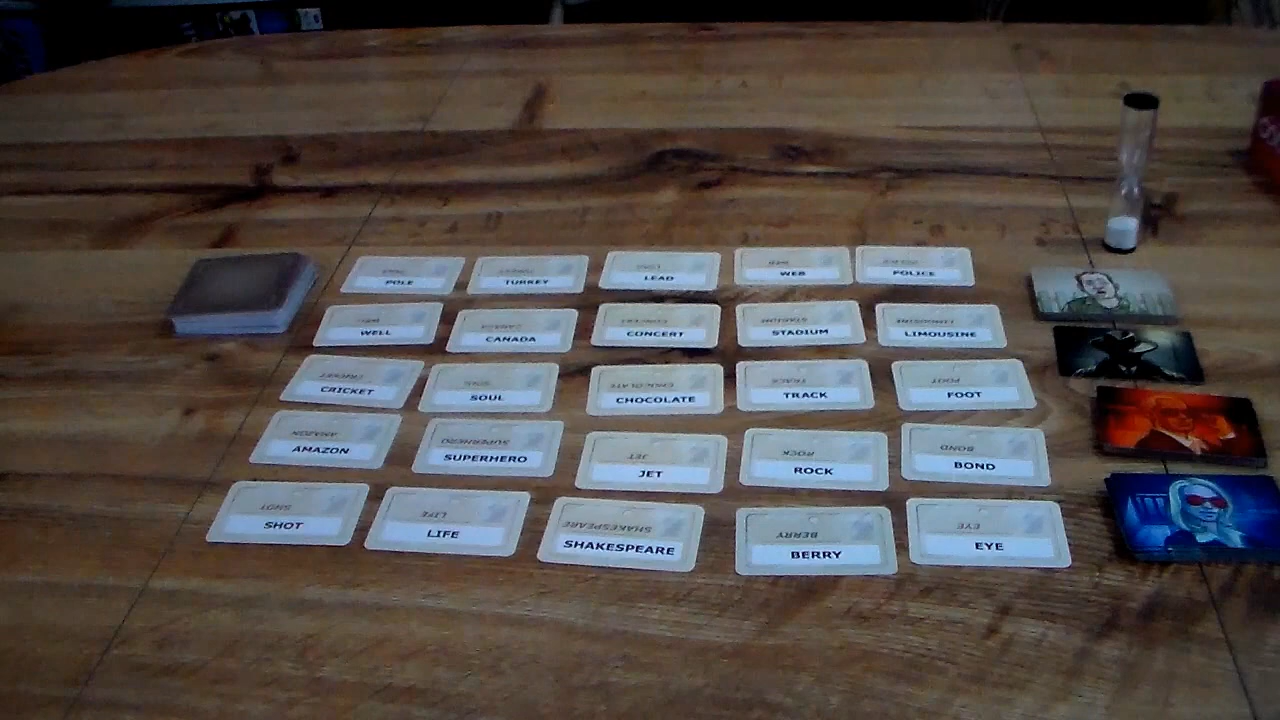 POLE TURKEY LEAD WEB POLICE
WELL CANADA CONCERT STADIUM LIMOUSINE
CRICKET SOUL CHOCOLATE TRACK FOOT
AMAZON SUPERHERO JET ROCK BOND
SHOT LIFE SHAKESPEARE BERRY EYE